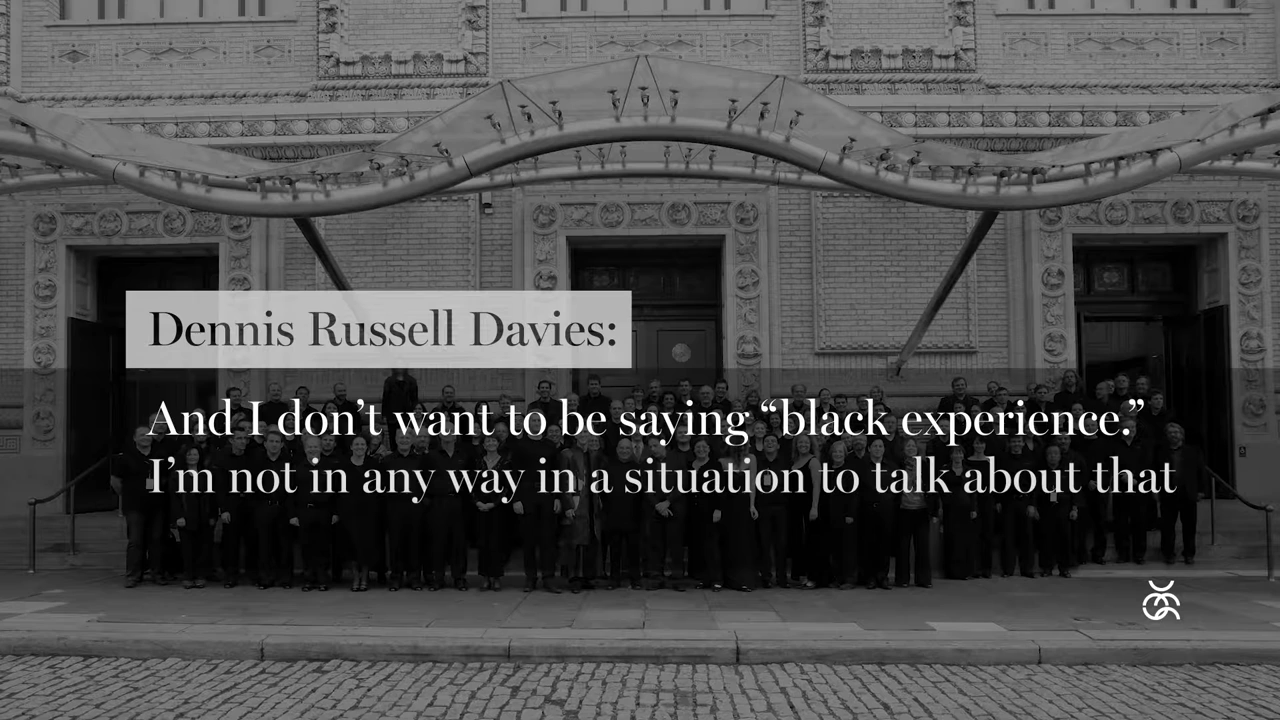 Dennis Russell Davies:
And I don’t want to be saying “black experience.”
I’m not in any way in a situation to talk about that